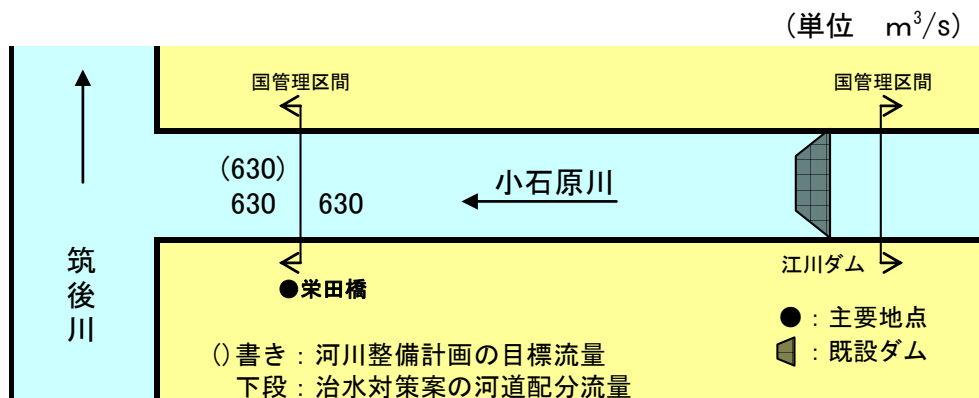 (単位 m³/s)
国管理区間
国管理区間
(630)
630
630
小石原川
筑後川
江川ダム
●栄田橋
●：主要地点
：既設ダム
()書き：河川整備計画の目標流量
下段：治水対策案の河道配分流量